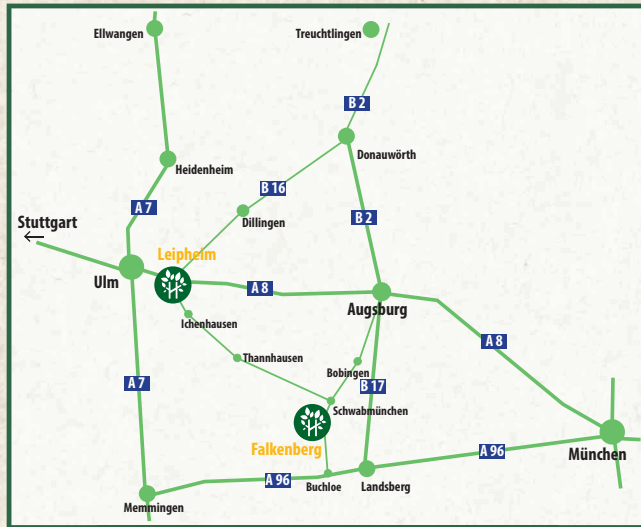 Ellwangen
Treuchtlingen
B 2
Donauwörth
Heidenheim
B 16
A 7
Dillingen
B 2
Stuttgart
Leipheim
Ulm
A 8
Augsburg
Ichenhausen
A 8
Thannhausen
Bobingen
A 7
B 17
Schwabmünchen
Falkenberg
München
A 96
A 96
Buchloe
Landsberg
Memmingen